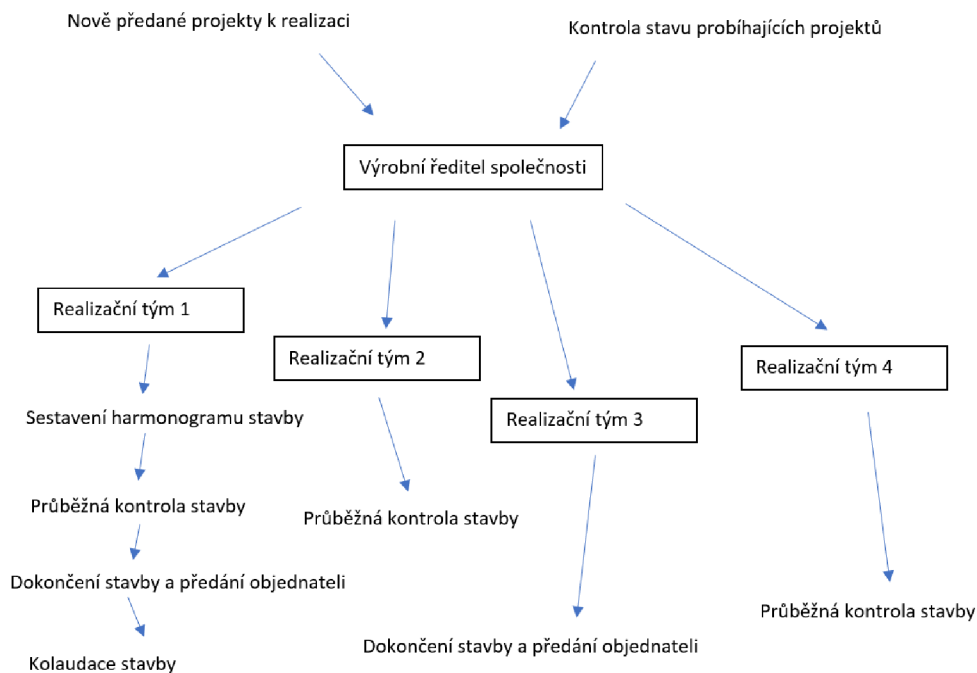 Nově předané projekty k realizaci
Kontrola stavu probíhajících projektů
Výrobní ředitel společnosti
Realizační tým 1
Realizační tým 2
Realizační tým 3
Realizační tým 4
Sestavení harmonogramu stavby
Průběžná kontrola stavby
Dokončení stavby a předání objednateli
Kolaudace stavby
Průběžná kontrola stavby
Dokončení stavby a předání objednateli
Průběžná kontrola stavby